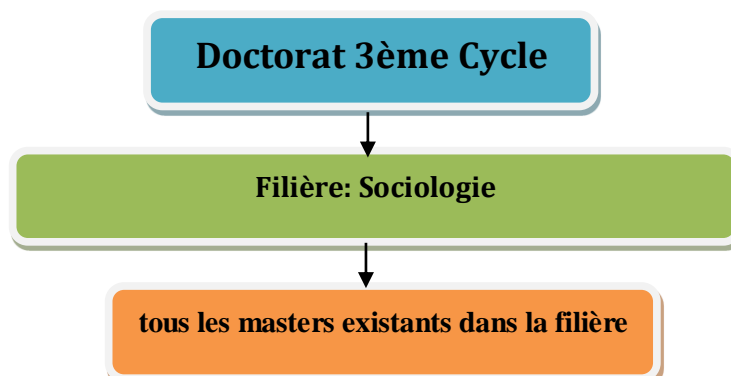 Doctorat 3ème Cycle
Filière: Sociologie
tous les masters existants dans la filière